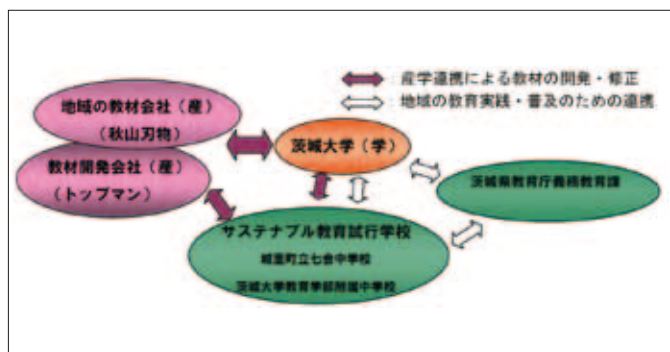 産学連携による教材の開発・修正
地域の教育実践・普及のための連携
地域の教材会社（産）
（秋山刃物）
茨城大学（学）
教材開発会社（産）
（トップマン）
茨城県教育庁義務教育課
サステナブル教育試行学校
城里町立七会中学校
茨城大学教育学部附属中学校